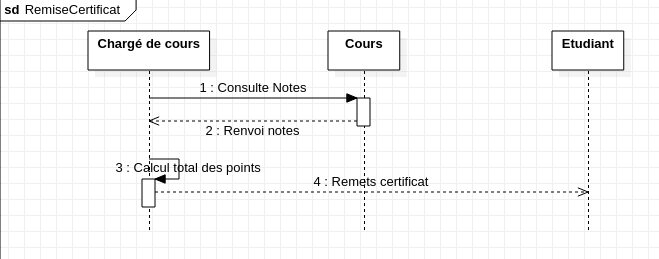 sd RemiseCertificat
Chargé de cours
Cours
Etudiant
1 : Consulte Notes
2 : Renvoi notes
3 : Calcul total des points
4 : Remets certificat